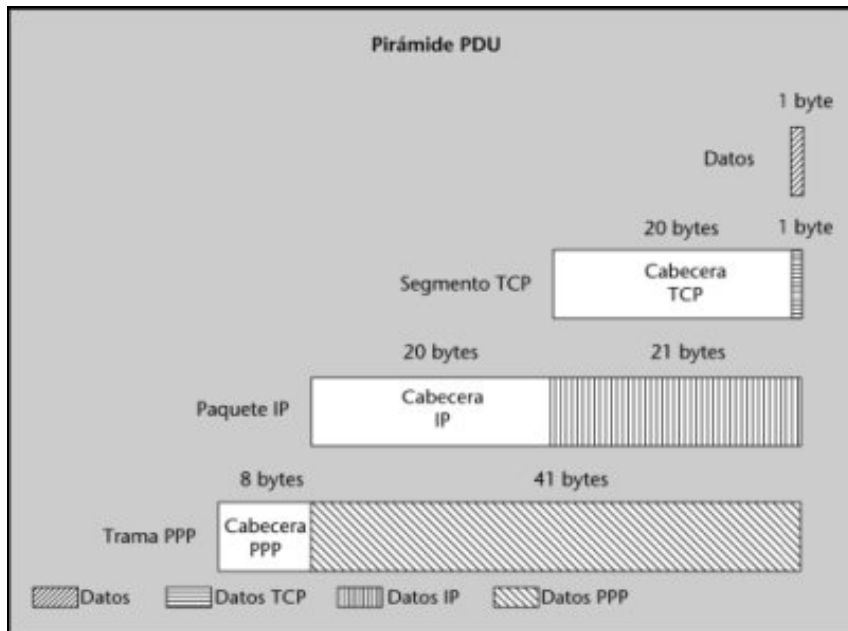 Pirámide PDU
1 byte
Datos
20 bytes 1 byte
Segmento TCP
Cabecera
TCP
20 bytes 21 bytes
Paquete IP
Cabecera
IP
8 bytes 41 bytes
Trama PPP
Cabecera
PPP
Datos Datos TCP Datos IP Datos PPP